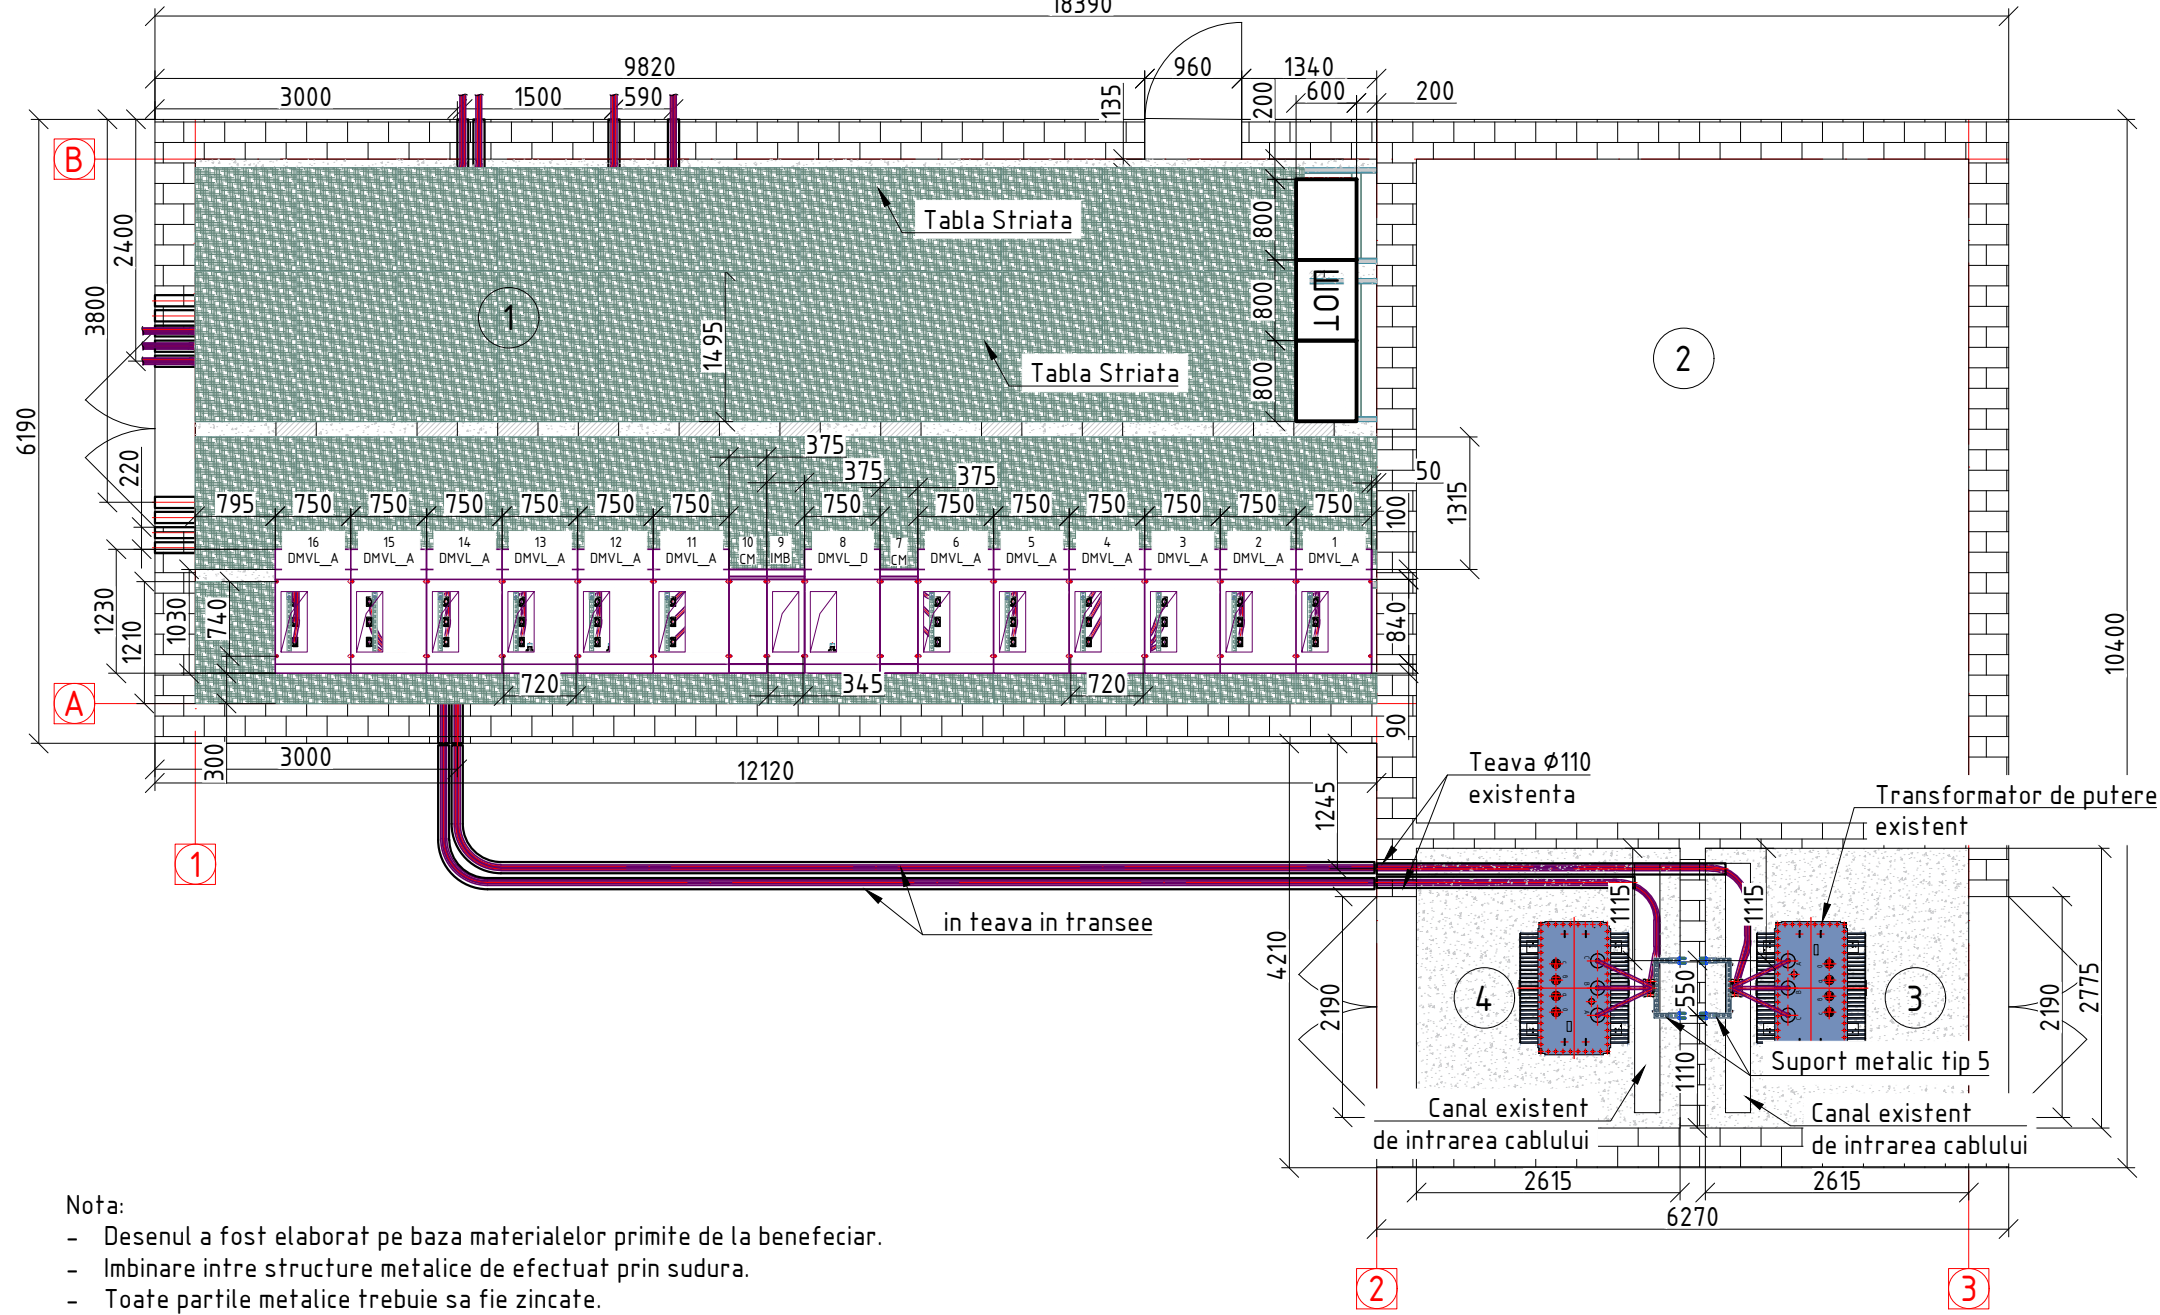 18390
9820
960
1340
3000
1500
590
135
200
600
200
B
2400
3800
6190
220
Tabla Striata
1
1495
Tabla Striata
800
800
800
ПОТ
2
375
375
375
50
1315
100
795
750
750
750
750
750
750
750
750
750
750
750
750
750
16
DMVL_A
15
DMVL_A
14
DMVL_A
13
DMVL_A
12
DMVL_A
11
DMVL_A
10
CM
9
IMB
8
DMVL_D
7
CM
6
DMVL_A
5
DMVL_A
4
DMVL_A
3
DMVL_A
2
DMVL_A
1
DMVL_A
1230
1210
1030
740
840
10400
A
720
345
720
90
300
3000
12120
1245
Teava Φ110
existenta
Transformator de putere
existent
1
in teava in transee
4210
2190
1115
1115
4
550
3
2190
2775
1110
Suport metalic tip 5
Canal existent
de intrarea cablului
Canal existent
de intrarea cablului
2615
2615
6270
2
3
Nota:
- Desenul a fost elaborat pe baza materialelor primite de la benefeciar.
- Imbinare intre structure metalice de efectuat prin sudura.
- Toate partile metalice trebuie sa fie zincate.